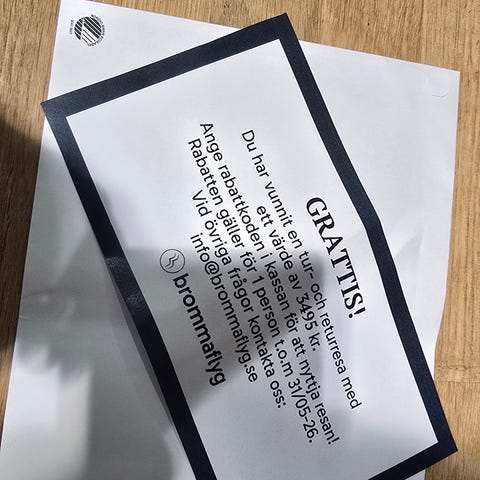 GRATTIS!
Du har vunnit en tur- och returresa med
ett värde av 3495 kr.
Ange rabattkoden i kassan för att nyttja resan!
Rabatten gäller för 1 person t.o.m 31/05-26.
Vid övriga frågor kontakta oss:
info@brommaflyg.se
brommaflyg